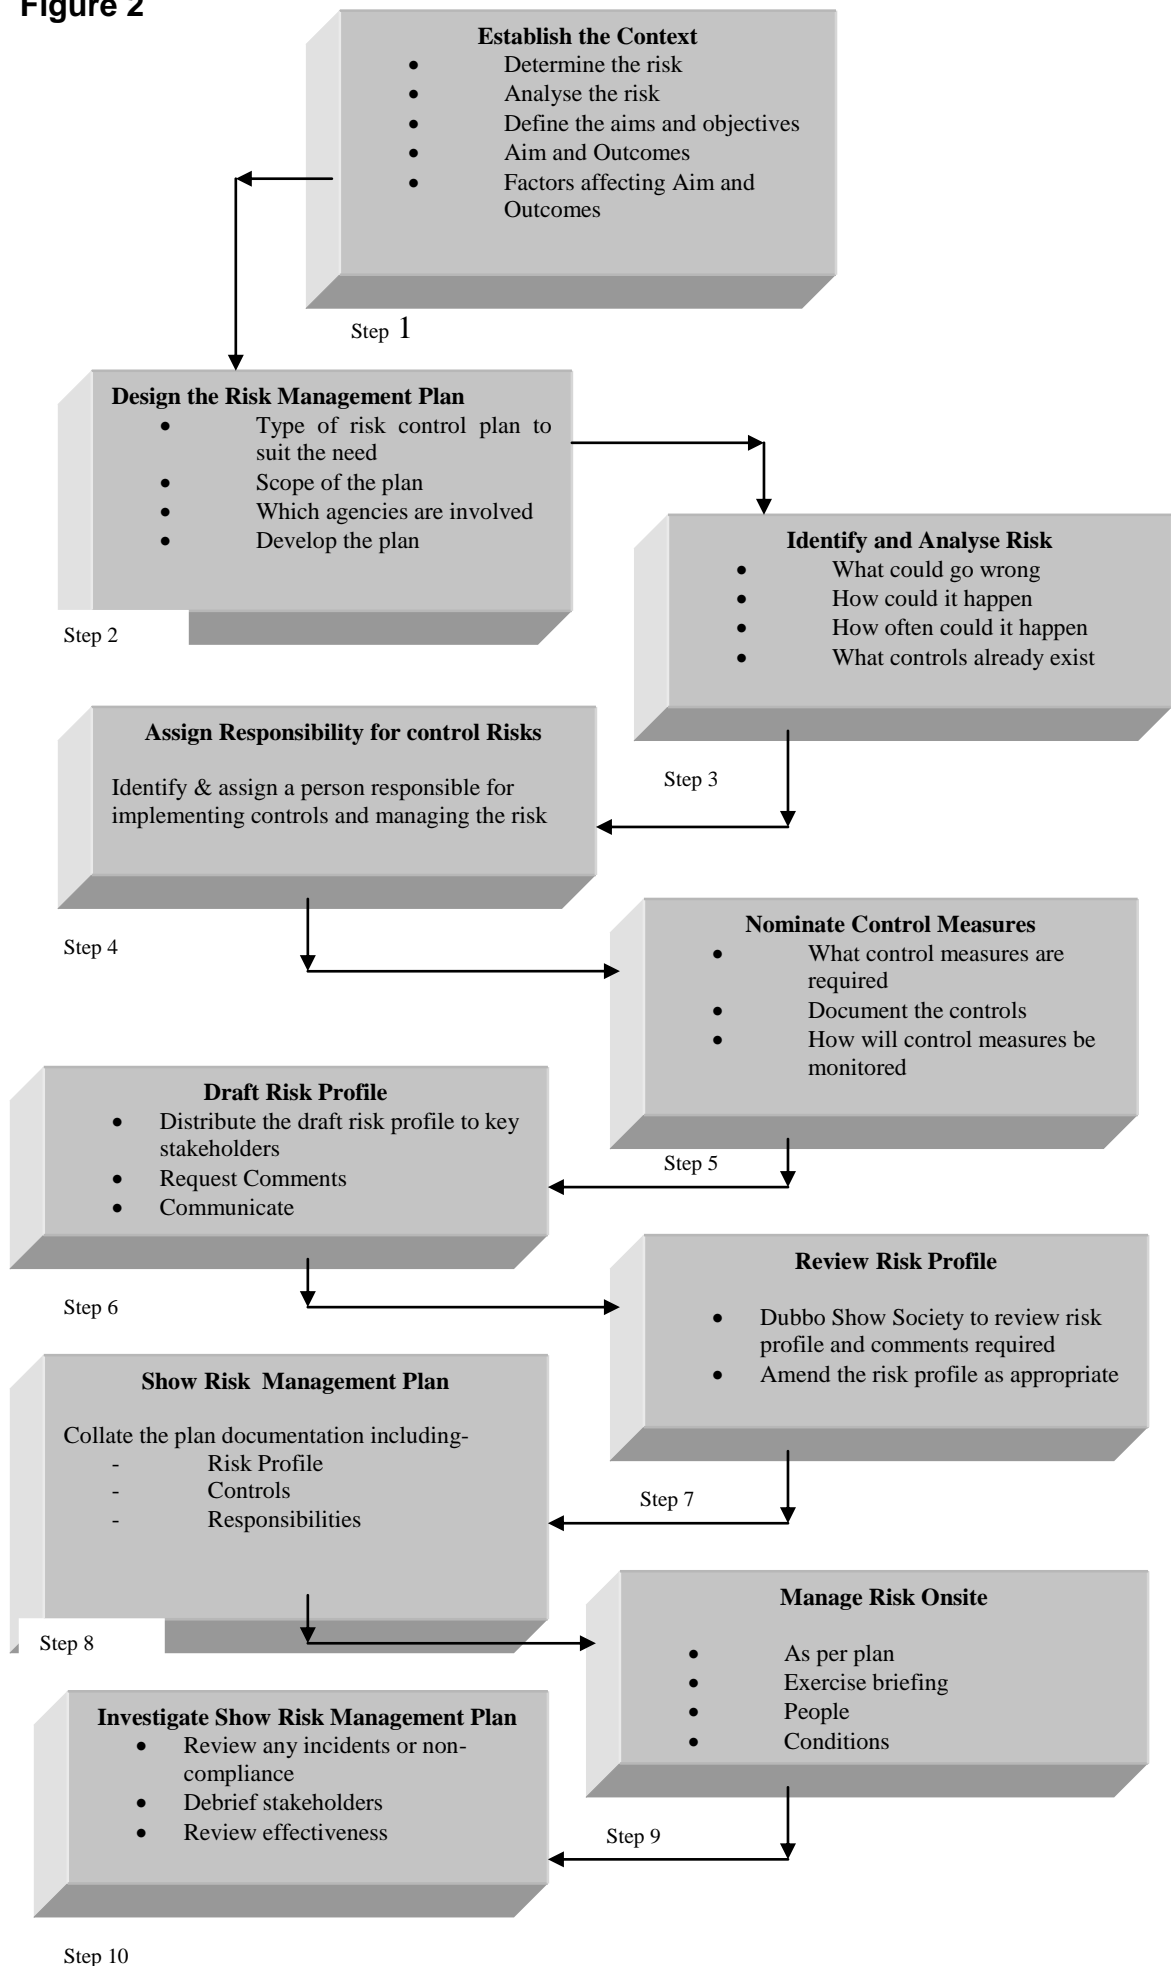 Figure 2
Establish the Context
• Determine the risk
• Analyse the risk
• Define the aims and objectives
• Aim and Outcomes
• Factors affecting Aim and
Outcomes
Step 1
Design the Risk Management Plan
• Type of risk control plan to
suit the need
• Scope of the plan
• Which agencies are involved
• Develop the plan
Step 2
Identify and Analyse Risk
• What could go wrong
• How could it happen
• How often could it happen
• What controls already exist
Step 3
Assign Responsibility for control Risks
Identify & assign a person responsible for
implementing controls and managing the risk
Step 4
Nominate Control Measures
• What control measures are
required
• Document the controls
• How will control measures be
monitored
Step 5
Draft Risk Profile
• Distribute the draft risk profile to key
stakeholders
• Request Comments
• Communicate
Step 6
Review Risk Profile
• Dubbo Show Society to review risk
profile and comments required
• Amend the risk profile as appropriate
Step 7
Show Risk Management Plan
Collate the plan documentation including-
- Risk Profile
- Controls
- Responsibilities
Step 8
Manage Risk Onsite
• As per plan
• Exercise briefing
• People
• Conditions
Step 9
Investigate Show Risk Management Plan
• Review any incidents or non-
compliance
• Debrief stakeholders
• Review effectiveness
Step 10